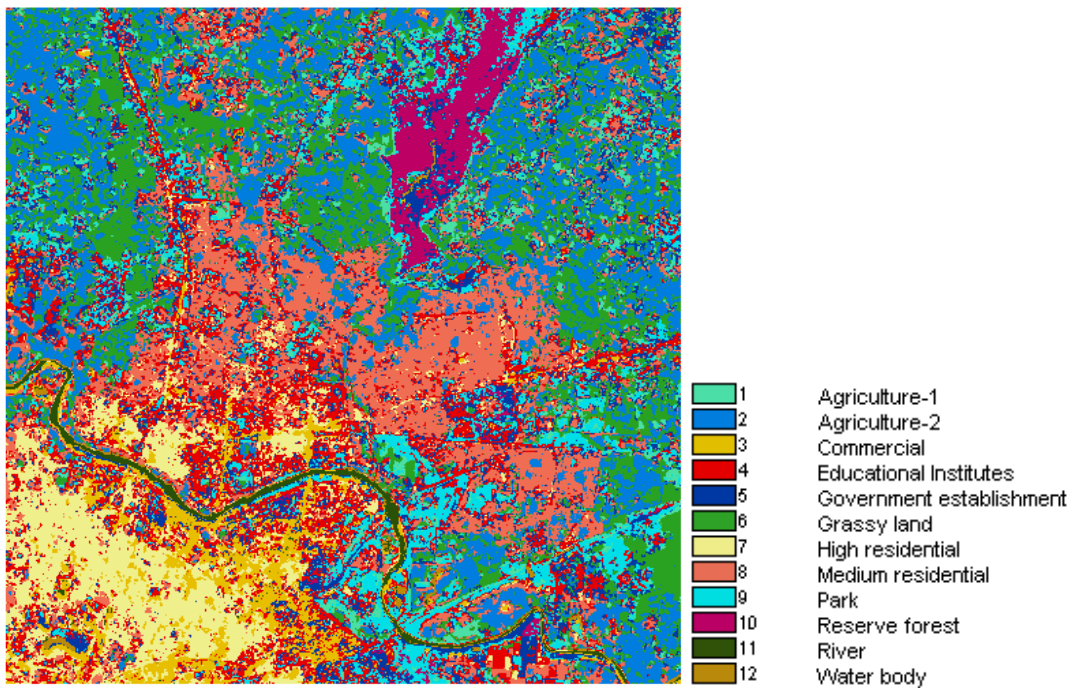 1 Agriculture-1
2 Agriculture-2
3 Commercial
4 Educational Institutes
5 Government establishment
6 Grassy land
7 High residential
8 Medium residential
9 Park
10 Reserve forest
11 River
12 Water body